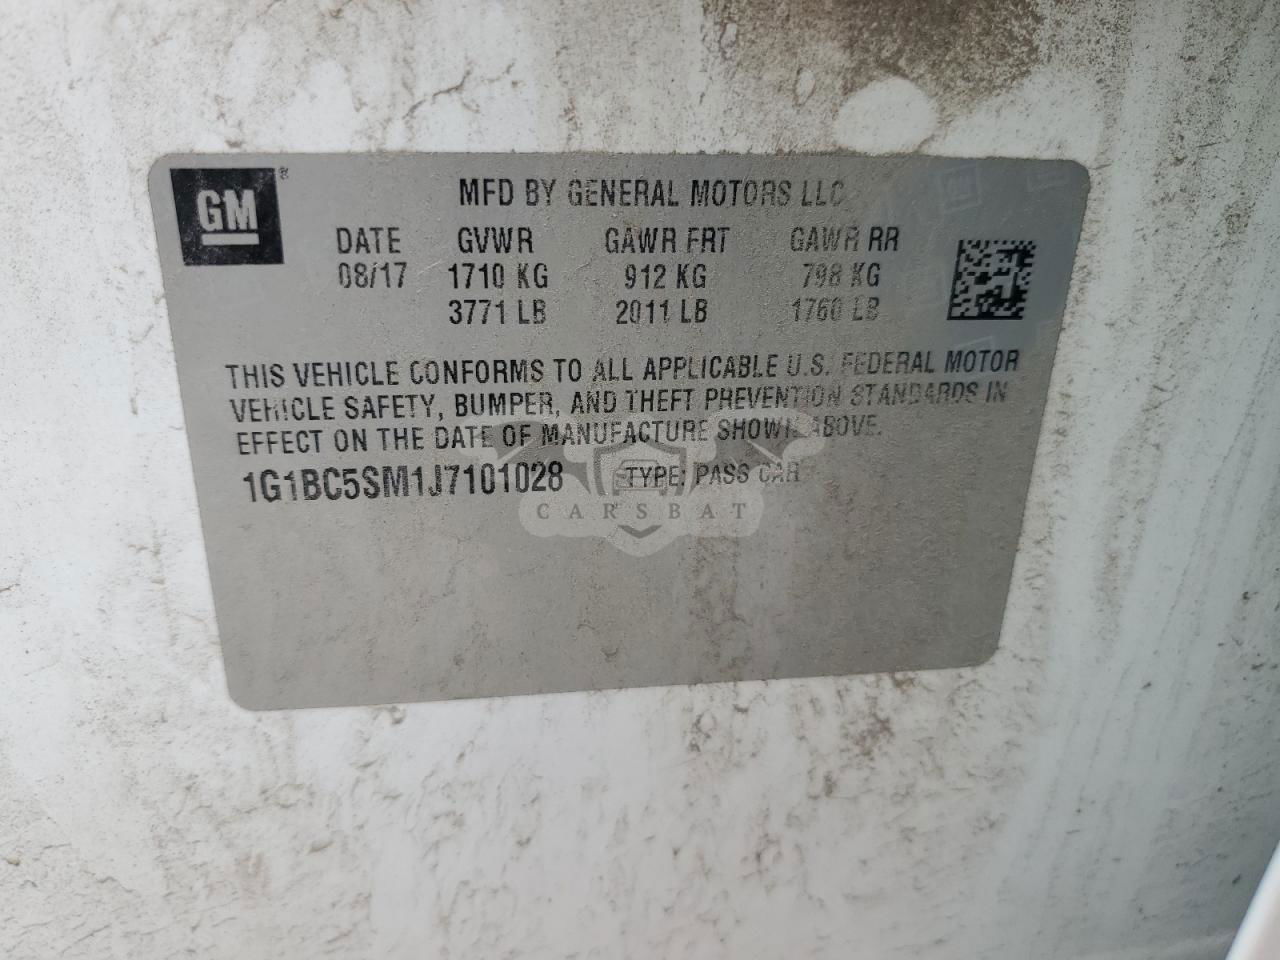 GM®
MFD BY GENERAL MOTORS LLC
DATE GVWR GAWR FRT GAWR RR
08/17 1710 KG 912 KG 798 KG
3771 LB 2011 LB 1760 LB
THIS VEHICLE CONFORMS TO ALL APPLICABLE U.S. FEDERAL MOTOR
VEHICLE SAFETY, BUMPER, AND THEFT PREVENTION STANDARDS IN
EFFECT ON THE DATE OF MANUFACTURE SHOWN ABOVE.
1G1BC5SM1J7101028 TYPE: PASS CAR
CARSBAT